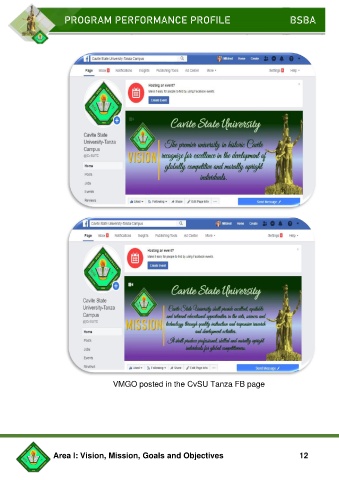 PROGRAM PERFORMANCE PROFILE BSBA
Cavite State University-Tanza Campus
Home Create
Page Inbox Notifications Insights Publishing Tools Ad Center More Settings Help
Hosting an event?
Create Event
Cavite State University
VISION
The premier university in historic Cavite
recognize for excellence in the development of
globally competitive and morally upright
individuals.
Cavite State
University-Tanza
Campus
Home
Posts
Jobs
Events
Reviews
Liked Following Share Edit Page Info Send Message
Cavite State University-Tanza Campus
Home Create
Page Inbox Notifications Insights Publishing Tools Ad Center More Settings Help
Hosting an event?
Create Event
Cavite State University
MISSION
Cavite State University shall provide excellent, equitable
and relevant educational opportunities in the arts, sciences and
technology through quality instruction and responsive research
and development activities.
It shall produce professional, skilled and morally upright
individuals for global competitiveness.
Cavite State
University-Tanza
Campus
Home
Posts
Jobs
Events
Reviews
Liked Following Share Edit Page Info Send Message
VMGO posted in the CvSU Tanza FB page
Area I: Vision, Mission, Goals and Objectives 12